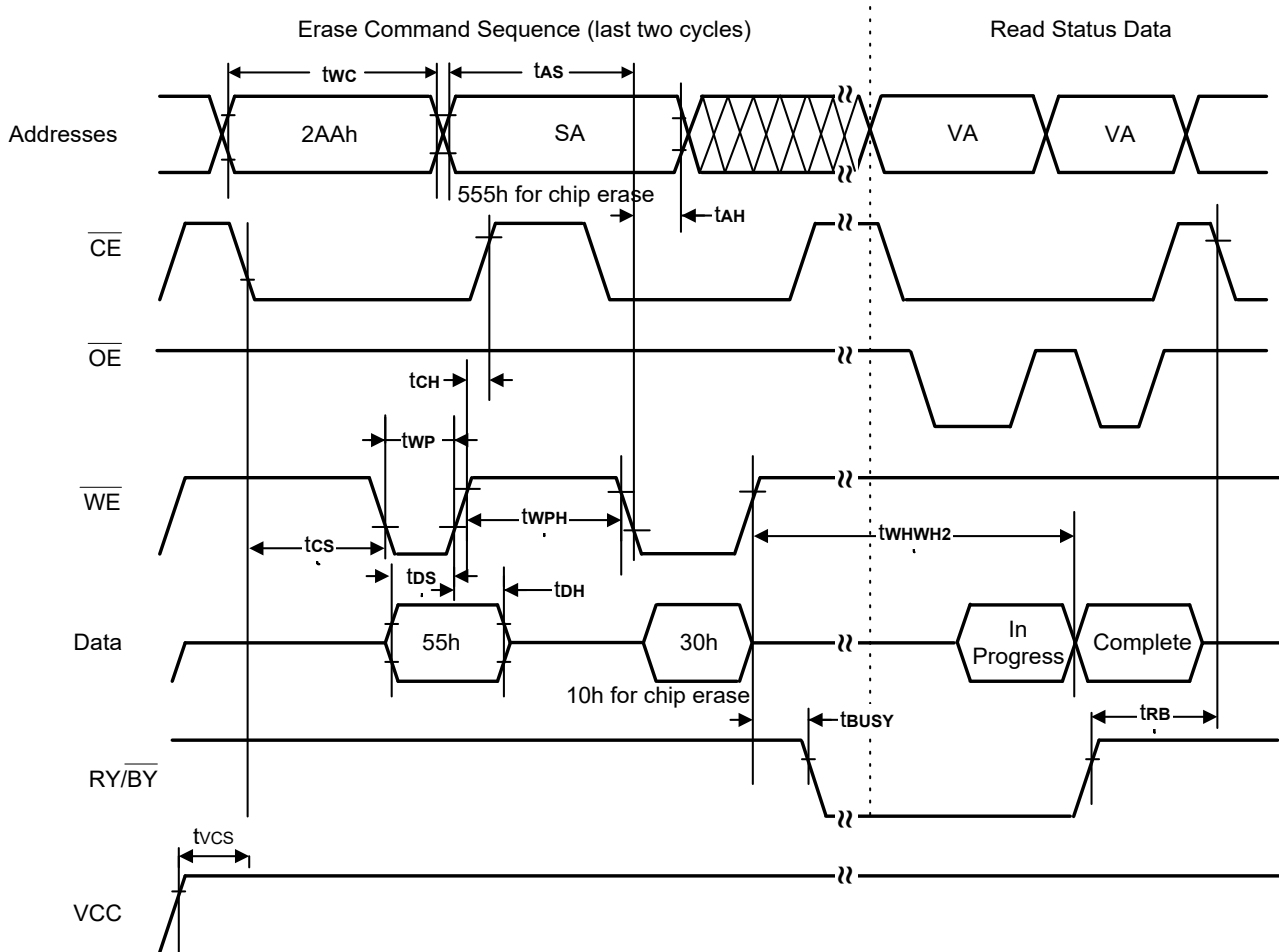 Erase Command Sequence (last two cycles)
Read Status Data
tWC
tAS
Addresses
2AAh
SA
VA
VA
555h for chip erase
tAH
CE
OE
tCH
tWP
WE
tWPH
tCS
tWHWH2
tDS
tDH
Data
55h
30h
In
Progress
Complete
10h for chip erase
tBUSY
tRB
RY/BY
tVCS
VCC